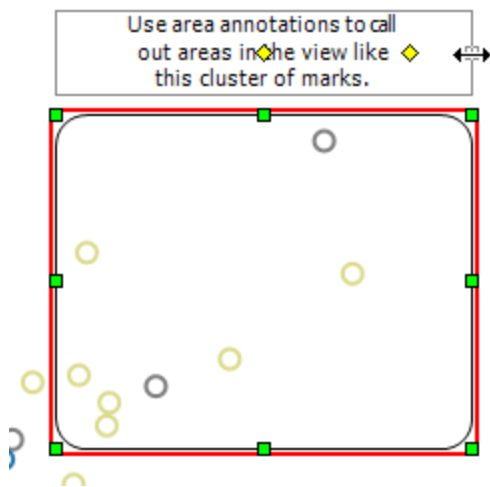 Use area annotations to call
out areas in the view like
this cluster of marks.